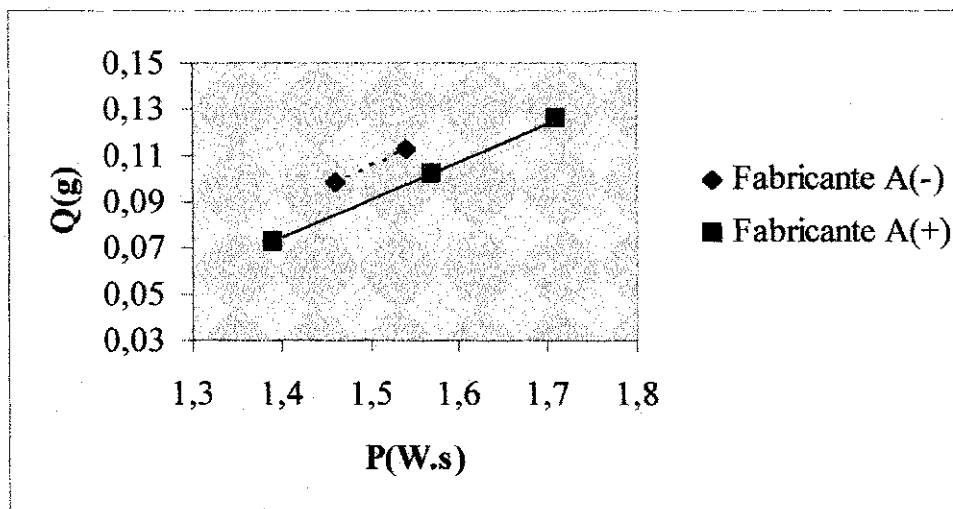 0,15
0,13
0,11
0,09
0,07
0,05
0,03
Q(g)
1,3 1,4 1,5 1,6 1,7 1,8
P(W.s)
Fabricante A(-)
Fabricante A(+)